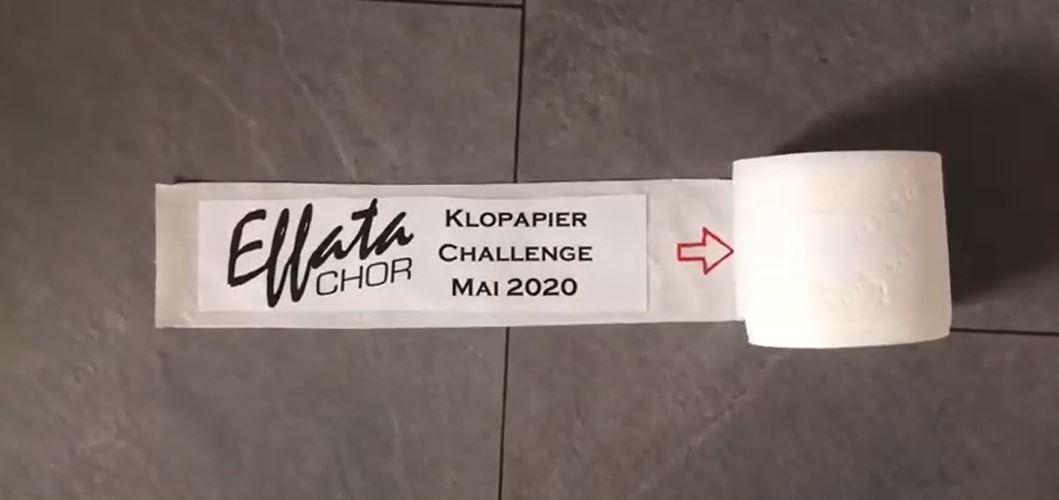 Effata
CHOR
KLOPAPIER
CHALLENGE
MAI 2020